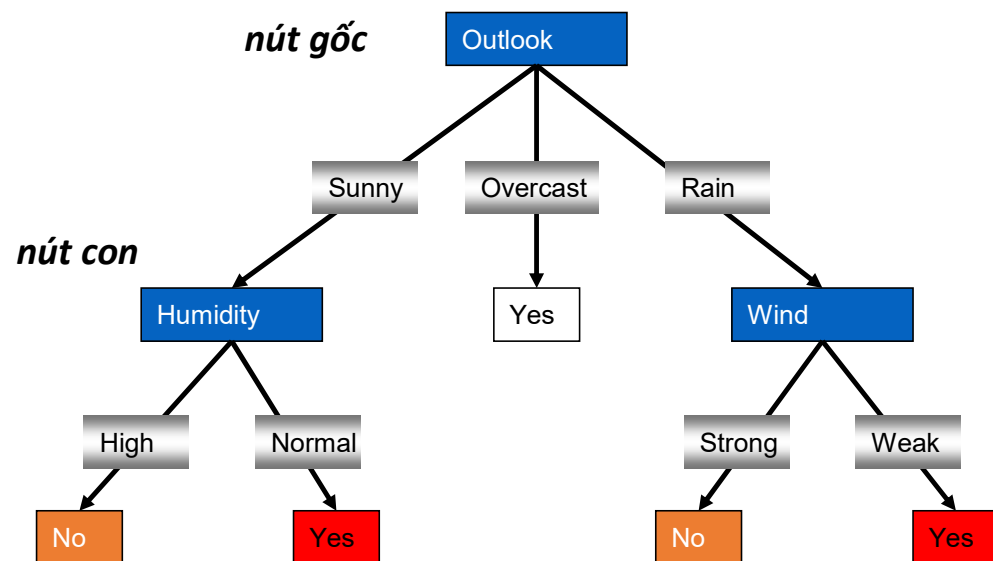 nút gốc
Outlook
Sunny
Overcast
Rain
nút con
Humidity
Yes
Wind
High
Normal
Strong
Weak
No
Yes
No
Yes